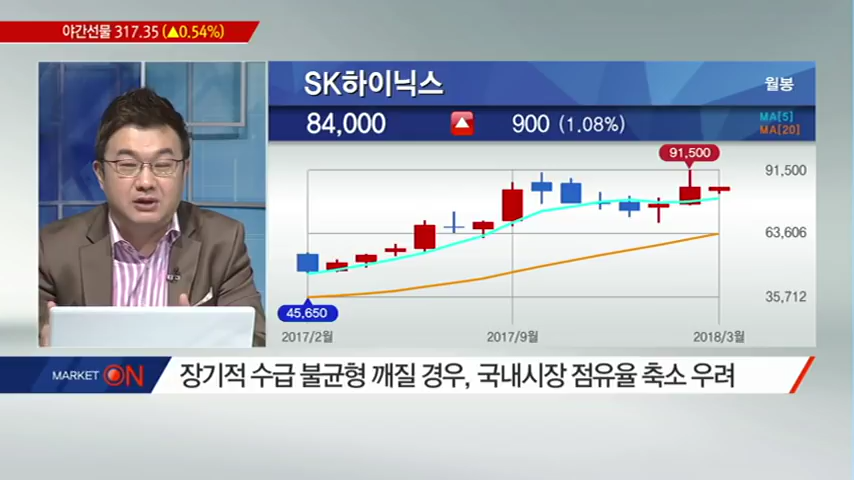 야간선물 317.35 (▲0.54%)
SK하이닉스
월봉
84,000 900 (1.08%)
MA[5]
MA[20]
91,500
91,500
63,606
35,712
45,650
2017/2월 2017/9월 2018/3월
MARKET ON 장기적 수급 불균형 깨질 경우, 국내시장 점유율 축소 우려